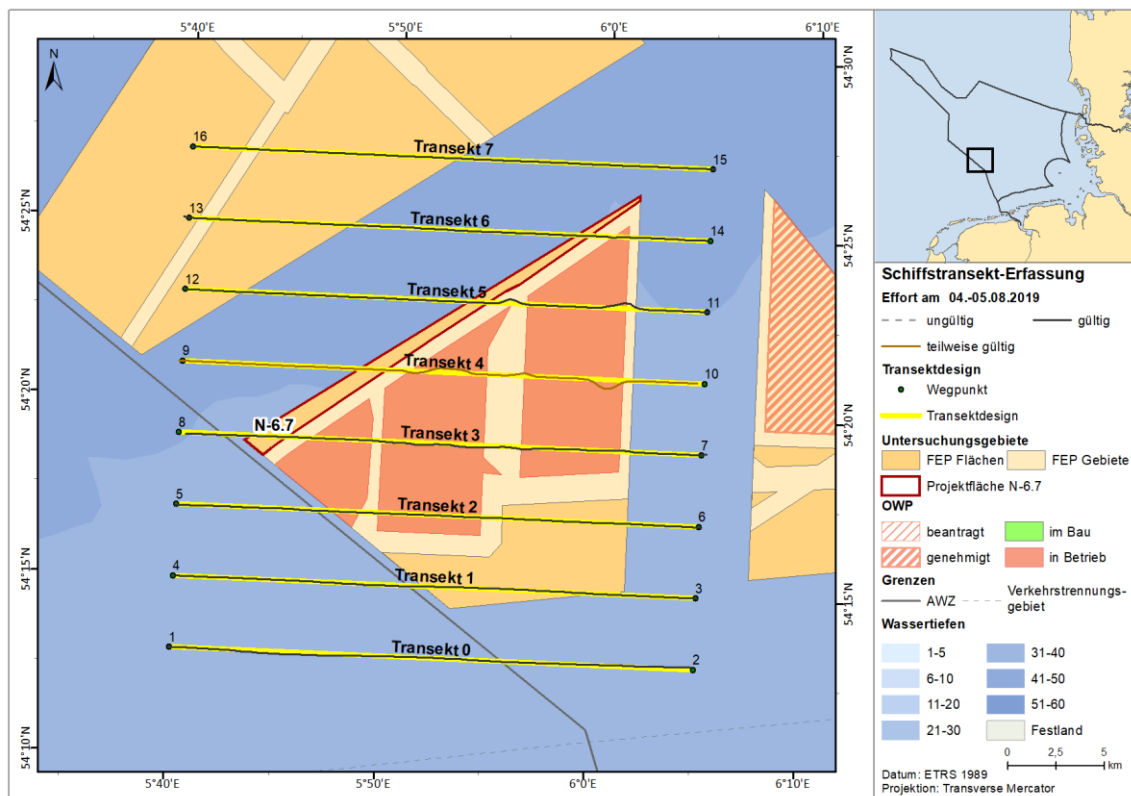 5°40'E
5°50'E
6°0'E
6°10'E
54°30'N
N
16
Transekt 7
15
54°25'N
13
Transekt 6
14
54°25'N
12
Transekt 5
11
54°20'N
9
Transekt 4
10
N-6.7
8
Transekt 3
7
54°20'N
5
Transekt 2
6
54°15'N
4
Transekt 1
3
54°15'N
1
Transekt 0
2
54°10'N
5°40'E
5°50'E
6°0'E
6°10'E
Schiffstransekt-Erfassung
Effort am 04.-05.08.2019
ungültig
gültig
teilweise gültig
Transektdesign
Wegpunkt
Transektdesign
Untersuchungsgebiete
FEP Flächen
FEP Gebiete
Projektfläche N-6.7
OWP
beantragt
im Bau
genehmigt
in Betrieb
Grenzen
AWZ
Verkehrstrennungs-
gebiet
Wassertiefen
1-5
31-40
6-10
41-50
11-20
51-60
21-30
Festland
0 2,5 5
km
Datum: ETRS 1989
Projektion: Transverse Mercator